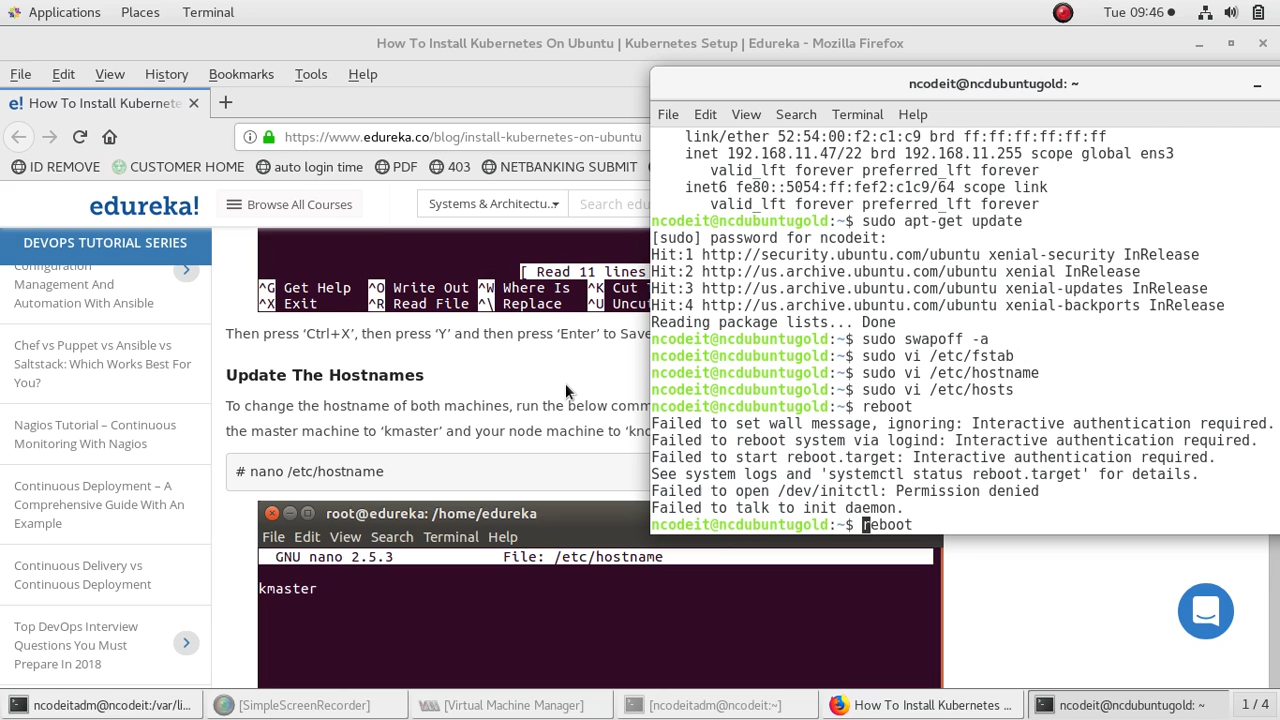 Applications Places Terminal Tue 09:46
How To Install Kubernetes On Ubuntu | Kubernetes Setup | Edureka - Mozilla Firefox
File Edit View History Bookmarks Tools Help
e! How To Install Kubernete
https://www.edureka.co/blog/install-kubernetes-on-ubuntu
ID REMOVE CUSTOMER HOME auto login time PDF 403 NETBANKING SUBMIT
edureka! Browse All Courses Systems & Architectu.. Search edu
DEVOPS TUTORIAL SERIES
Configuration
Management And
Automation With Ansible
Chef vs Puppet vs Ansible vs
Saltstack: Which Works Best For
You?
Nagios Tutorial – Continuous
Monitoring With Nagios
Continuous Deployment – A
Comprehensive Guide With An
Example
Continuous Delivery vs
Continuous Deployment
Top DevOps Interview
Questions You Must
Prepare In 2018
[ Read 11 lines
^G Get Help ^O Write Out ^W Where Is ^K Cut T
^X Exit ^R Read File ^\ Replace ^U Uncut
Then press ‘Ctrl+X’, then press ‘Y’ and then press ‘Enter’ to Save
Update The Hostnames
To change the hostname of both machines, run the below comm
the master machine to ‘kmaster’ and your node machine to ‘kno
# nano /etc/hostname
root@edureka: /home/edureka
File Edit View Search Terminal Help
GNU nano 2.5.3 File: /etc/hostname
kmaster
ncodeit@ncdubuntugold: ~
File Edit View Search Terminal Help
link/ether 52:54:00:f2:c1:c9 brd ff:ff:ff:ff:ff:ff
inet 192.168.11.47/22 brd 192.168.11.255 scope global ens3
valid_lft forever preferred_lft forever
inet6 fe80::5054:ff:fef2:c1c9/64 scope link
valid_lft forever preferred_lft forever
ncodeit@ncdubuntugold:~$ sudo apt-get update
[sudo] password for ncodeit:
Hit:1 http://security.ubuntu.com/ubuntu xenial-security InRelease
Hit:2 http://us.archive.ubuntu.com/ubuntu xenial InRelease
Hit:3 http://us.archive.ubuntu.com/ubuntu xenial-updates InRelease
Hit:4 http://us.archive.ubuntu.com/ubuntu xenial-backports InRelease
Reading package lists... Done
ncodeit@ncdubuntugold:~$ sudo swapoff -a
ncodeit@ncdubuntugold:~$ sudo vi /etc/fstab
ncodeit@ncdubuntugold:~$ sudo vi /etc/hostname
ncodeit@ncdubuntugold:~$ sudo vi /etc/hosts
ncodeit@ncdubuntugold:~$ reboot
Failed to set wall message, ignoring: Interactive authentication required.
Failed to reboot system via logind: Interactive authentication required.
Failed to start reboot.target: Interactive authentication required.
See system logs and 'systemctl status reboot.target' for details.
Failed to open /dev/initctl: Permission denied
Failed to talk to init daemon.
ncodeit@ncdubuntugold:~$ reboot
ncodeitadm@ncodeit:/var/li... [SimpleScreenRecorder] [Virtual Machine Manager] [ncodeitadm@ncodeit:~] How To Install Kubernetes ... ncodeit@ncdubuntugold: ~ 1 / 4